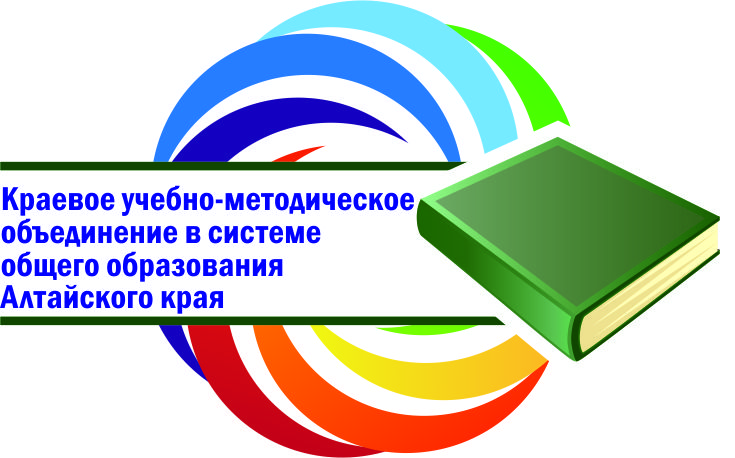 Краевое учебно-методическое
объединение в системе
общего образования
Алтайского края